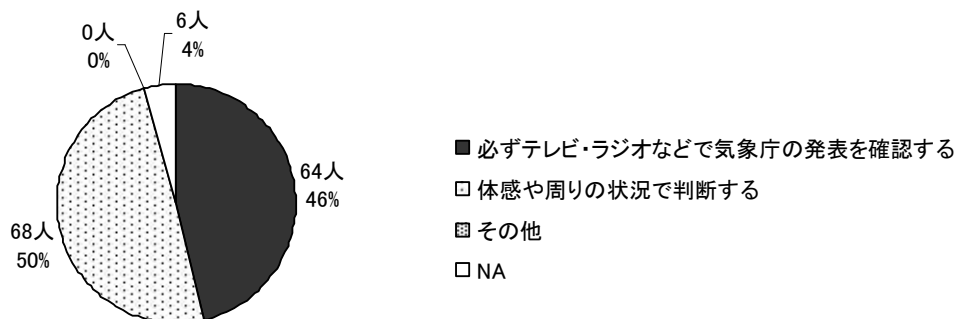 6人
4%
0人
0%
64人
46%
68人
50%
■ 必ずテレビ・ラジオなどで気象庁の発表を確認する
体感や周りの状況で判断する
その他
□ NA